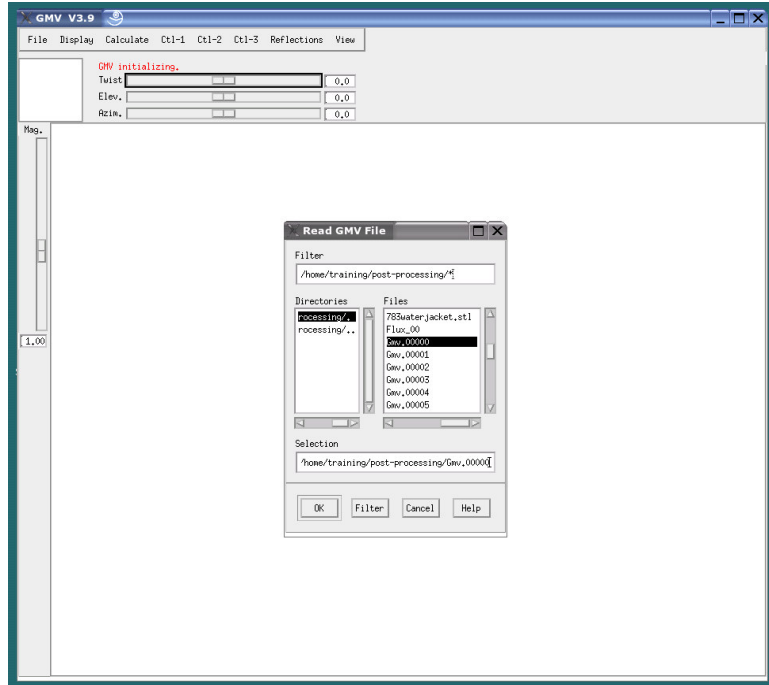 GMV V3.9
File Display Calculate Ctl-1 Ctl-2 Ctl-3 Reflections View
GMV initializing.
Twist 0.0
Elev. 0.0
Azim. 0.0
Mag.
1.00
Read GMV File
Filter
/home/training/post-processing/*
Directories Files
rocessing/. 783waterjacket.stl
rocessing/.. Flux_00
Gmv.00000
Gmv.00001
Gmv.00002
Gmv.00003
Gmv.00004
Gmv.00005
Selection
/home/training/post-processing/Gmv.00000
OK Filter Cancel Help